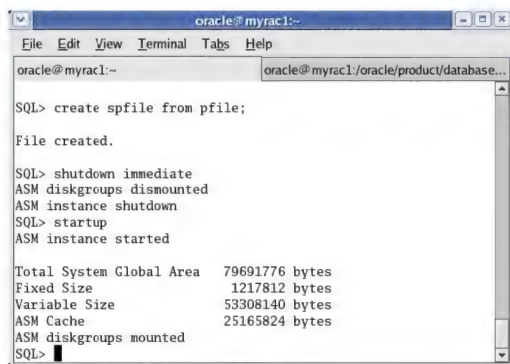 oracle@myrac1:~
File Edit View Terminal Tabs Help
oracle@myrac1:~ oracle@myrac1:/oracle/product/database...
SQL> create spfile from pfile;
File created.
SQL> shutdown immediate
ASM diskgroups dismounted
ASM instance shutdown
SQL> startup
ASM instance started
Total System Global Area 79691776 bytes
Fixed Size 1217812 bytes
Variable Size 53308140 bytes
ASM Cache 25165824 bytes
ASM diskgroups mounted
SQL>